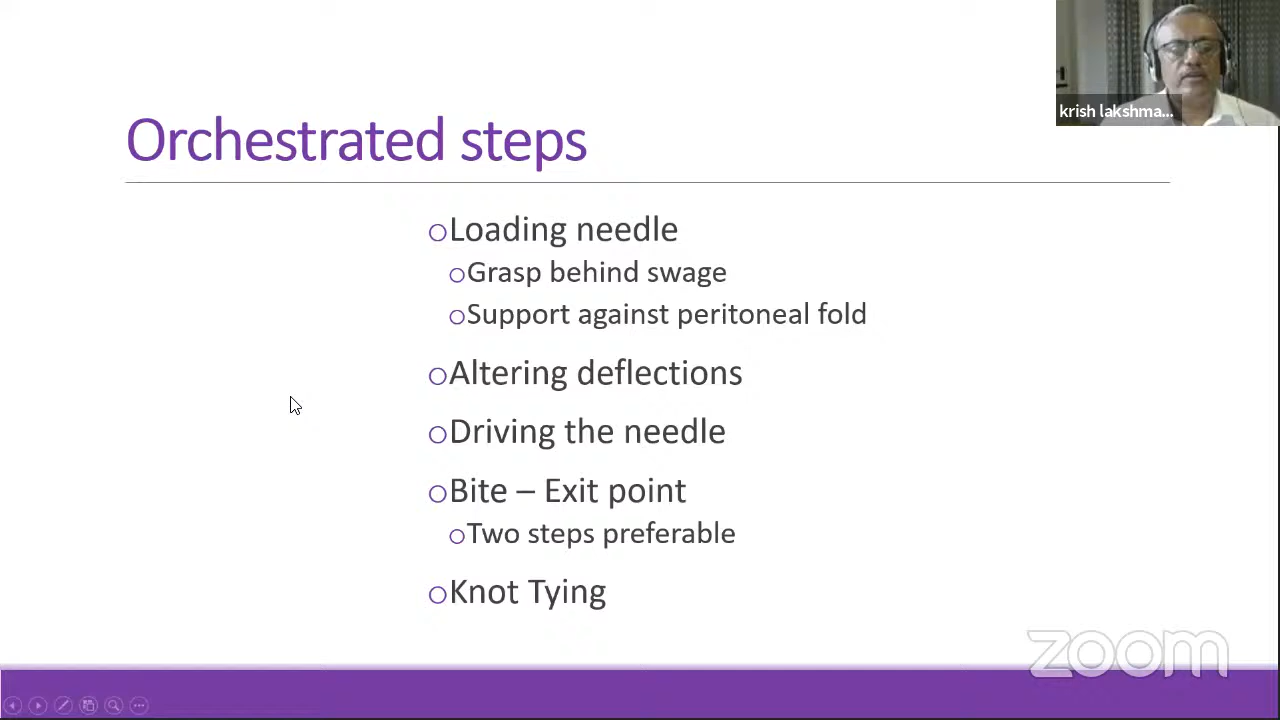 krish lakshma...
Orchestrated steps
Loading needle
Grasp behind swage
Support against peritoneal fold
Altering deflections
Driving the needle
Bite – Exit point
Two steps preferable
Knot Tying
zoom